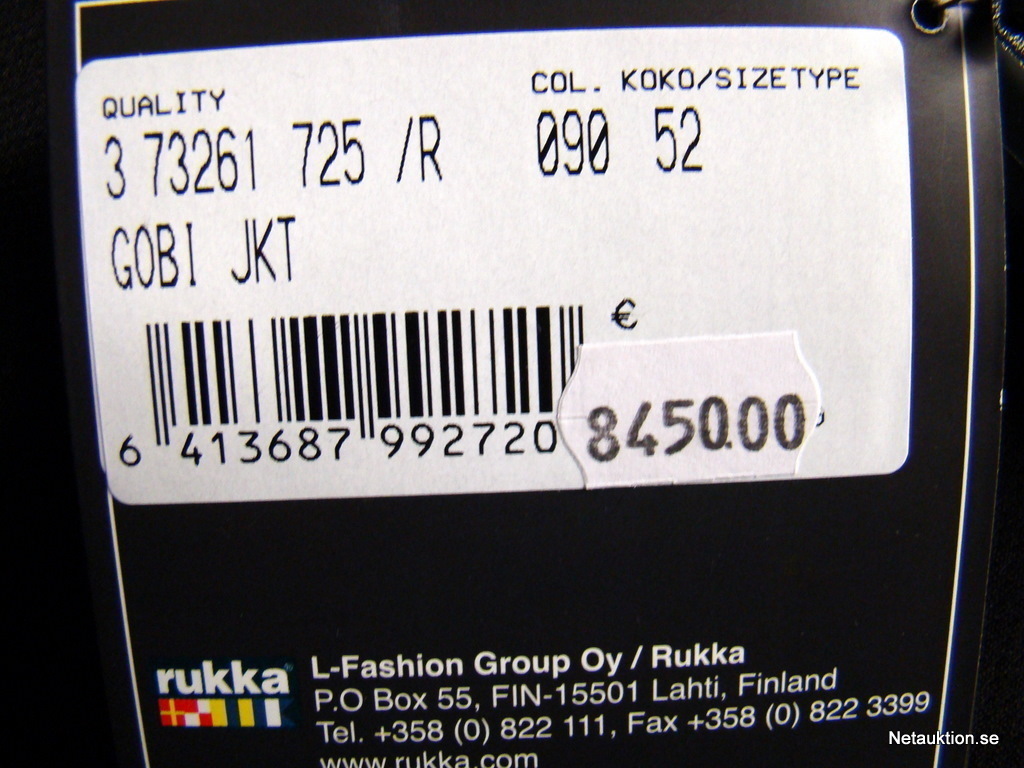 QUALITY COL. KOKO/SIZETYPE
3 73261 725 /R 090 52
GOBI JKT
€
8450.00
6 413687 992720
rukka
L-Fashion Group Oy / Rukka
P.O Box 55, FIN-15501 Lahti, Finland
Tel. +358 (0) 822 111, Fax +358 (0) 822 3399
www.rukka.com
Netauktion.se